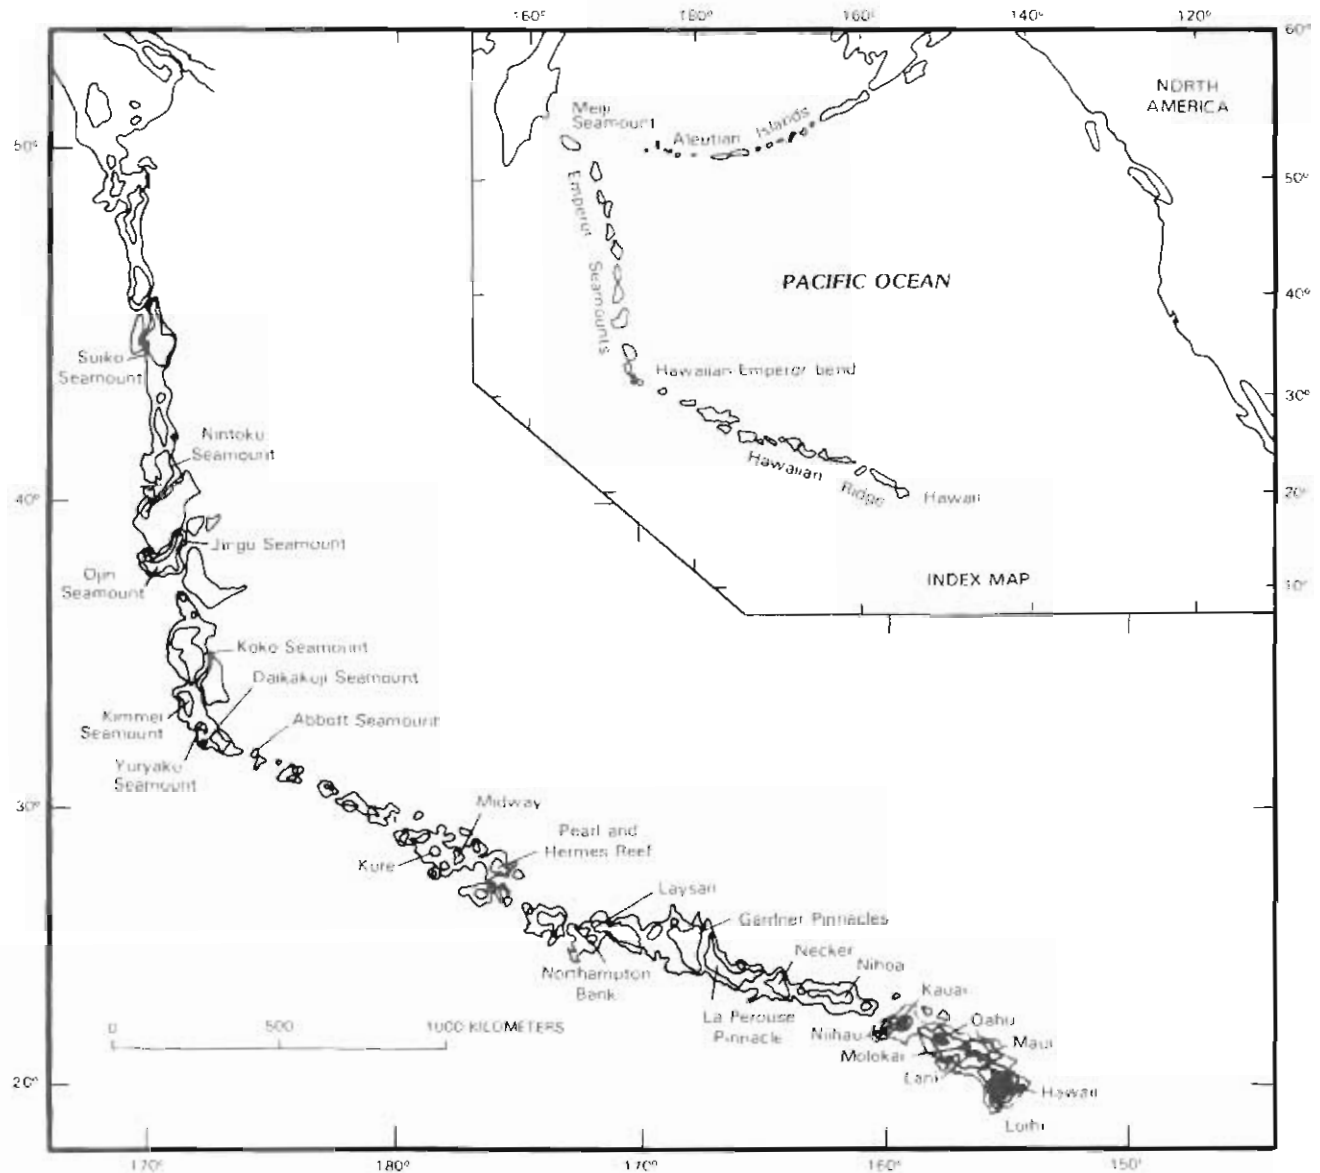 160°
180°
160°
140°
120°
60°
NORTH
AMERICA
Meiji
Seamount
Aleutian Islands
50°
50°
Emperor Seamounts
PACIFIC OCEAN
40°
Hawaiian Emperor bend
30°
Hawaiian Ridge
Hawaii
20°
INDEX MAP
10°
Suiko
Seamount
Nintoku
Seamount
40°
Jingu Seamount
Ojin
Seamount
Koko Seamount
Daikakuji Seamount
Kimmei
Seamount
Abbott Seamount
Yuryaku
Seamount
30°
Midway
Pearl and
Hermes Reef
Kure
Laysan
Gardner Pinnacles
Necker
Nihoa
Northampton
Bank
Kauai
La Perouse
Pinnacle
Niihau
Oahu
Maui
Molokai
Lani
Hawaii
Loihi
0 500 1000 KILOMETERS
20°
170°
180°
170°
160°
150°